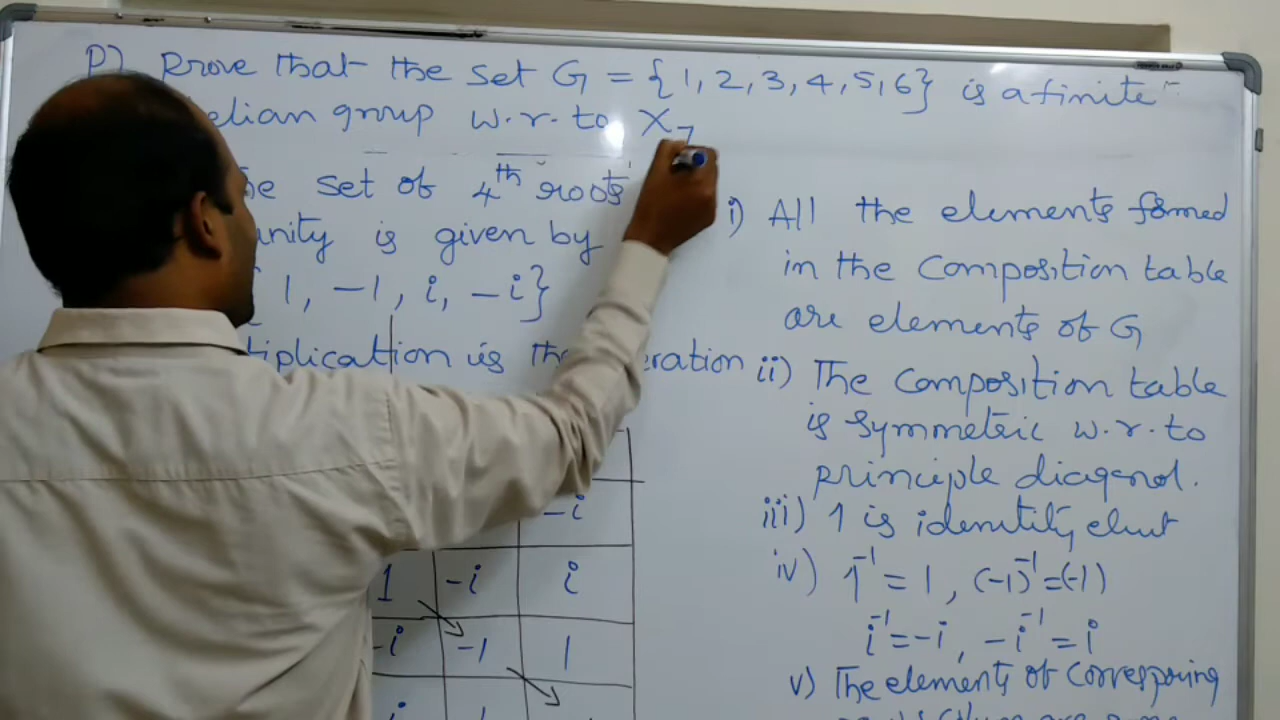 P) Prove that the set G = {1, 2, 3, 4, 5, 6} is a finite
elian group w.r.to X7
he set of 4th roots
unity is given by
1, -1, i, -i}
tiplication is the eration
-i
1 -i i
-i -1 1
i) All the elements formed
in the composition table
are elements of G
ii) The composition table
is symmetric w.r.to
principle diagonal.
iii) 1 is identity elmt
iv) 1^-1 = 1, (-1)^-1 = (-1)
i^-1 = -i, -i^-1 = i
v) The elements of corresponing